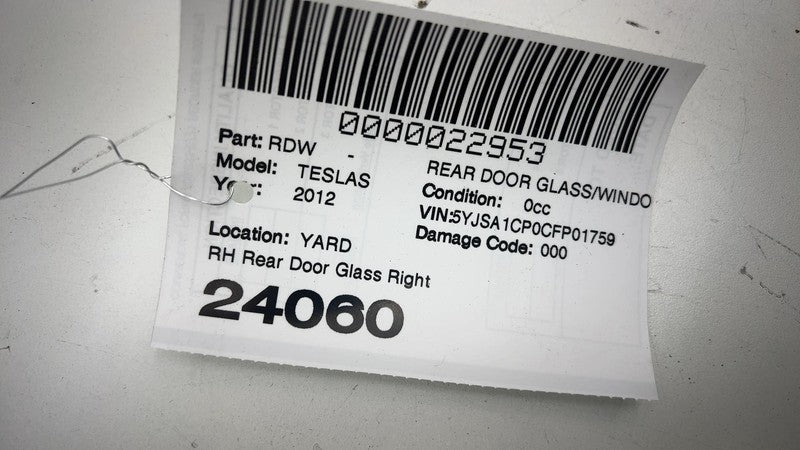 0000022953
Part: RDW -
REAR DOOR GLASS/WINDO
Model: TESLAS
Condition: 0cc
Year: 2012
VIN:5YJSA1CP0CFP01759
Damage Code: 000
Location: YARD
RH Rear Door Glass Right
24060